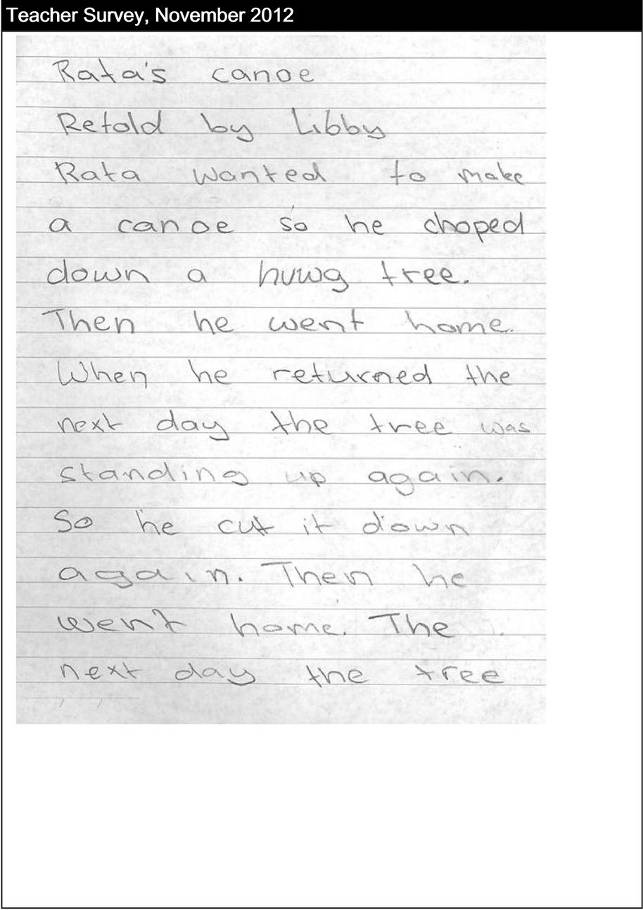 Teacher Survey, November 2012
Rata's canoe
Retold by Libby
Rata wanted to make
a canoe so he choped
down a huwg tree.
Then he went home.
When he returned the
next day the tree was
standing up again.
So he cut it down
again. Then he
went home. The
next day the tree